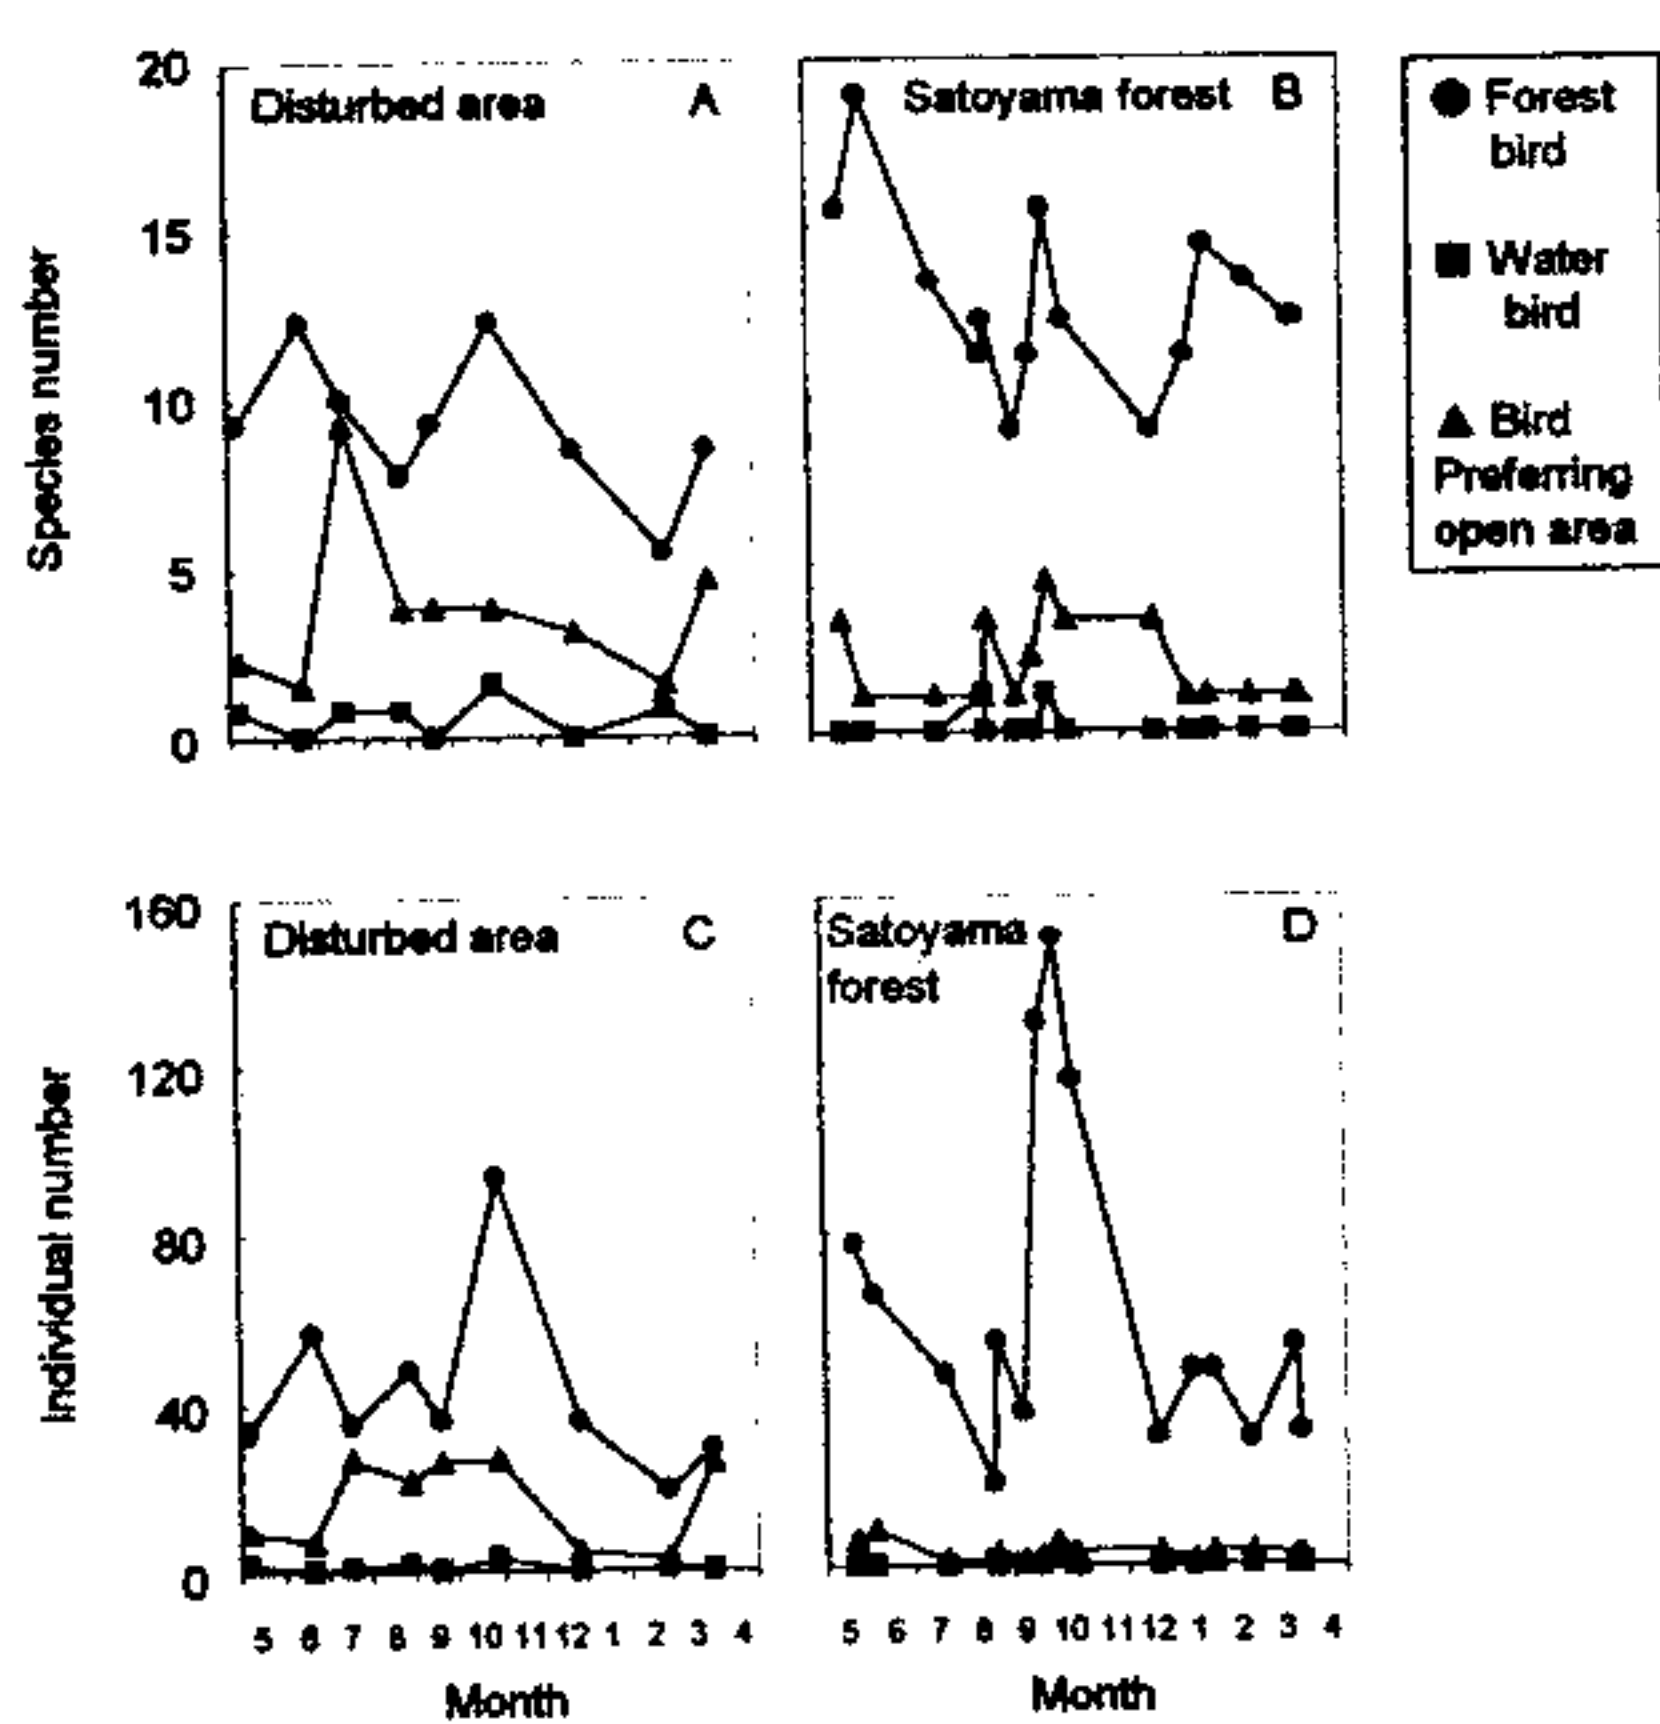 Species number
20
15
10
5
0
Disturbed area A
Satoyama forest B
Forest
bird
Water
bird
Bird
Preferring
open area
Individual number
160
120
80
40
0
Disturbed area C
Satoyama D
forest
5 6 7 8 9 10 11 12 1 2 3 4
Month
5 6 7 8 9 10 11 12 1 2 3 4
Month